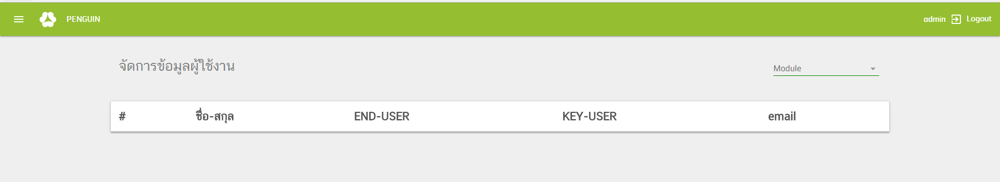 PENGUIN admin Logout
จัดการข้อมูลผู้ใช้งาน Module
# ชื่อ-สกุล END-USER KEY-USER email